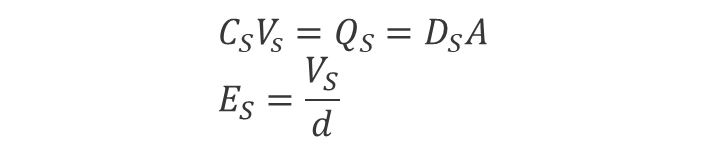 C_S V_s = Q_S = D_S A
E_S = V_S / d